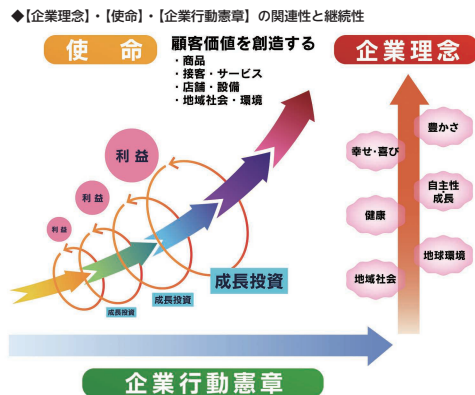 ◆【企業理念】・【使命】・【企業行動憲章】の関連性と継続性
使　命
顧客価値を創造する
・商品
・接客・サービス
・店舗・設備
・地域社会・環境
企業理念
豊かさ
幸せ・喜び
自主性
・
成長
健康
地球環境
地域社会
利益
利益
利益
成長投資
成長投資
成長投資
企業行動憲章